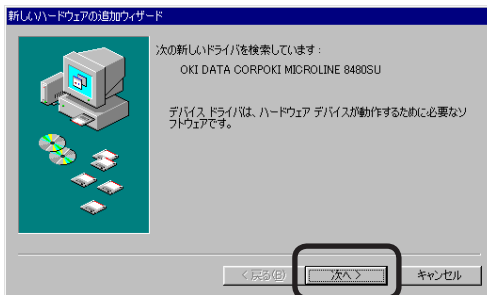 新しいハードウェアの追加ウィザード
次の新しいドライバを検索しています：
OKI DATA CORPOKI MICROLINE 8480SU
デバイス ドライバは、ハードウェア デバイスが動作するために必要なソ
フトウェアです。
< 戻る(B)
次へ >
キャンセル